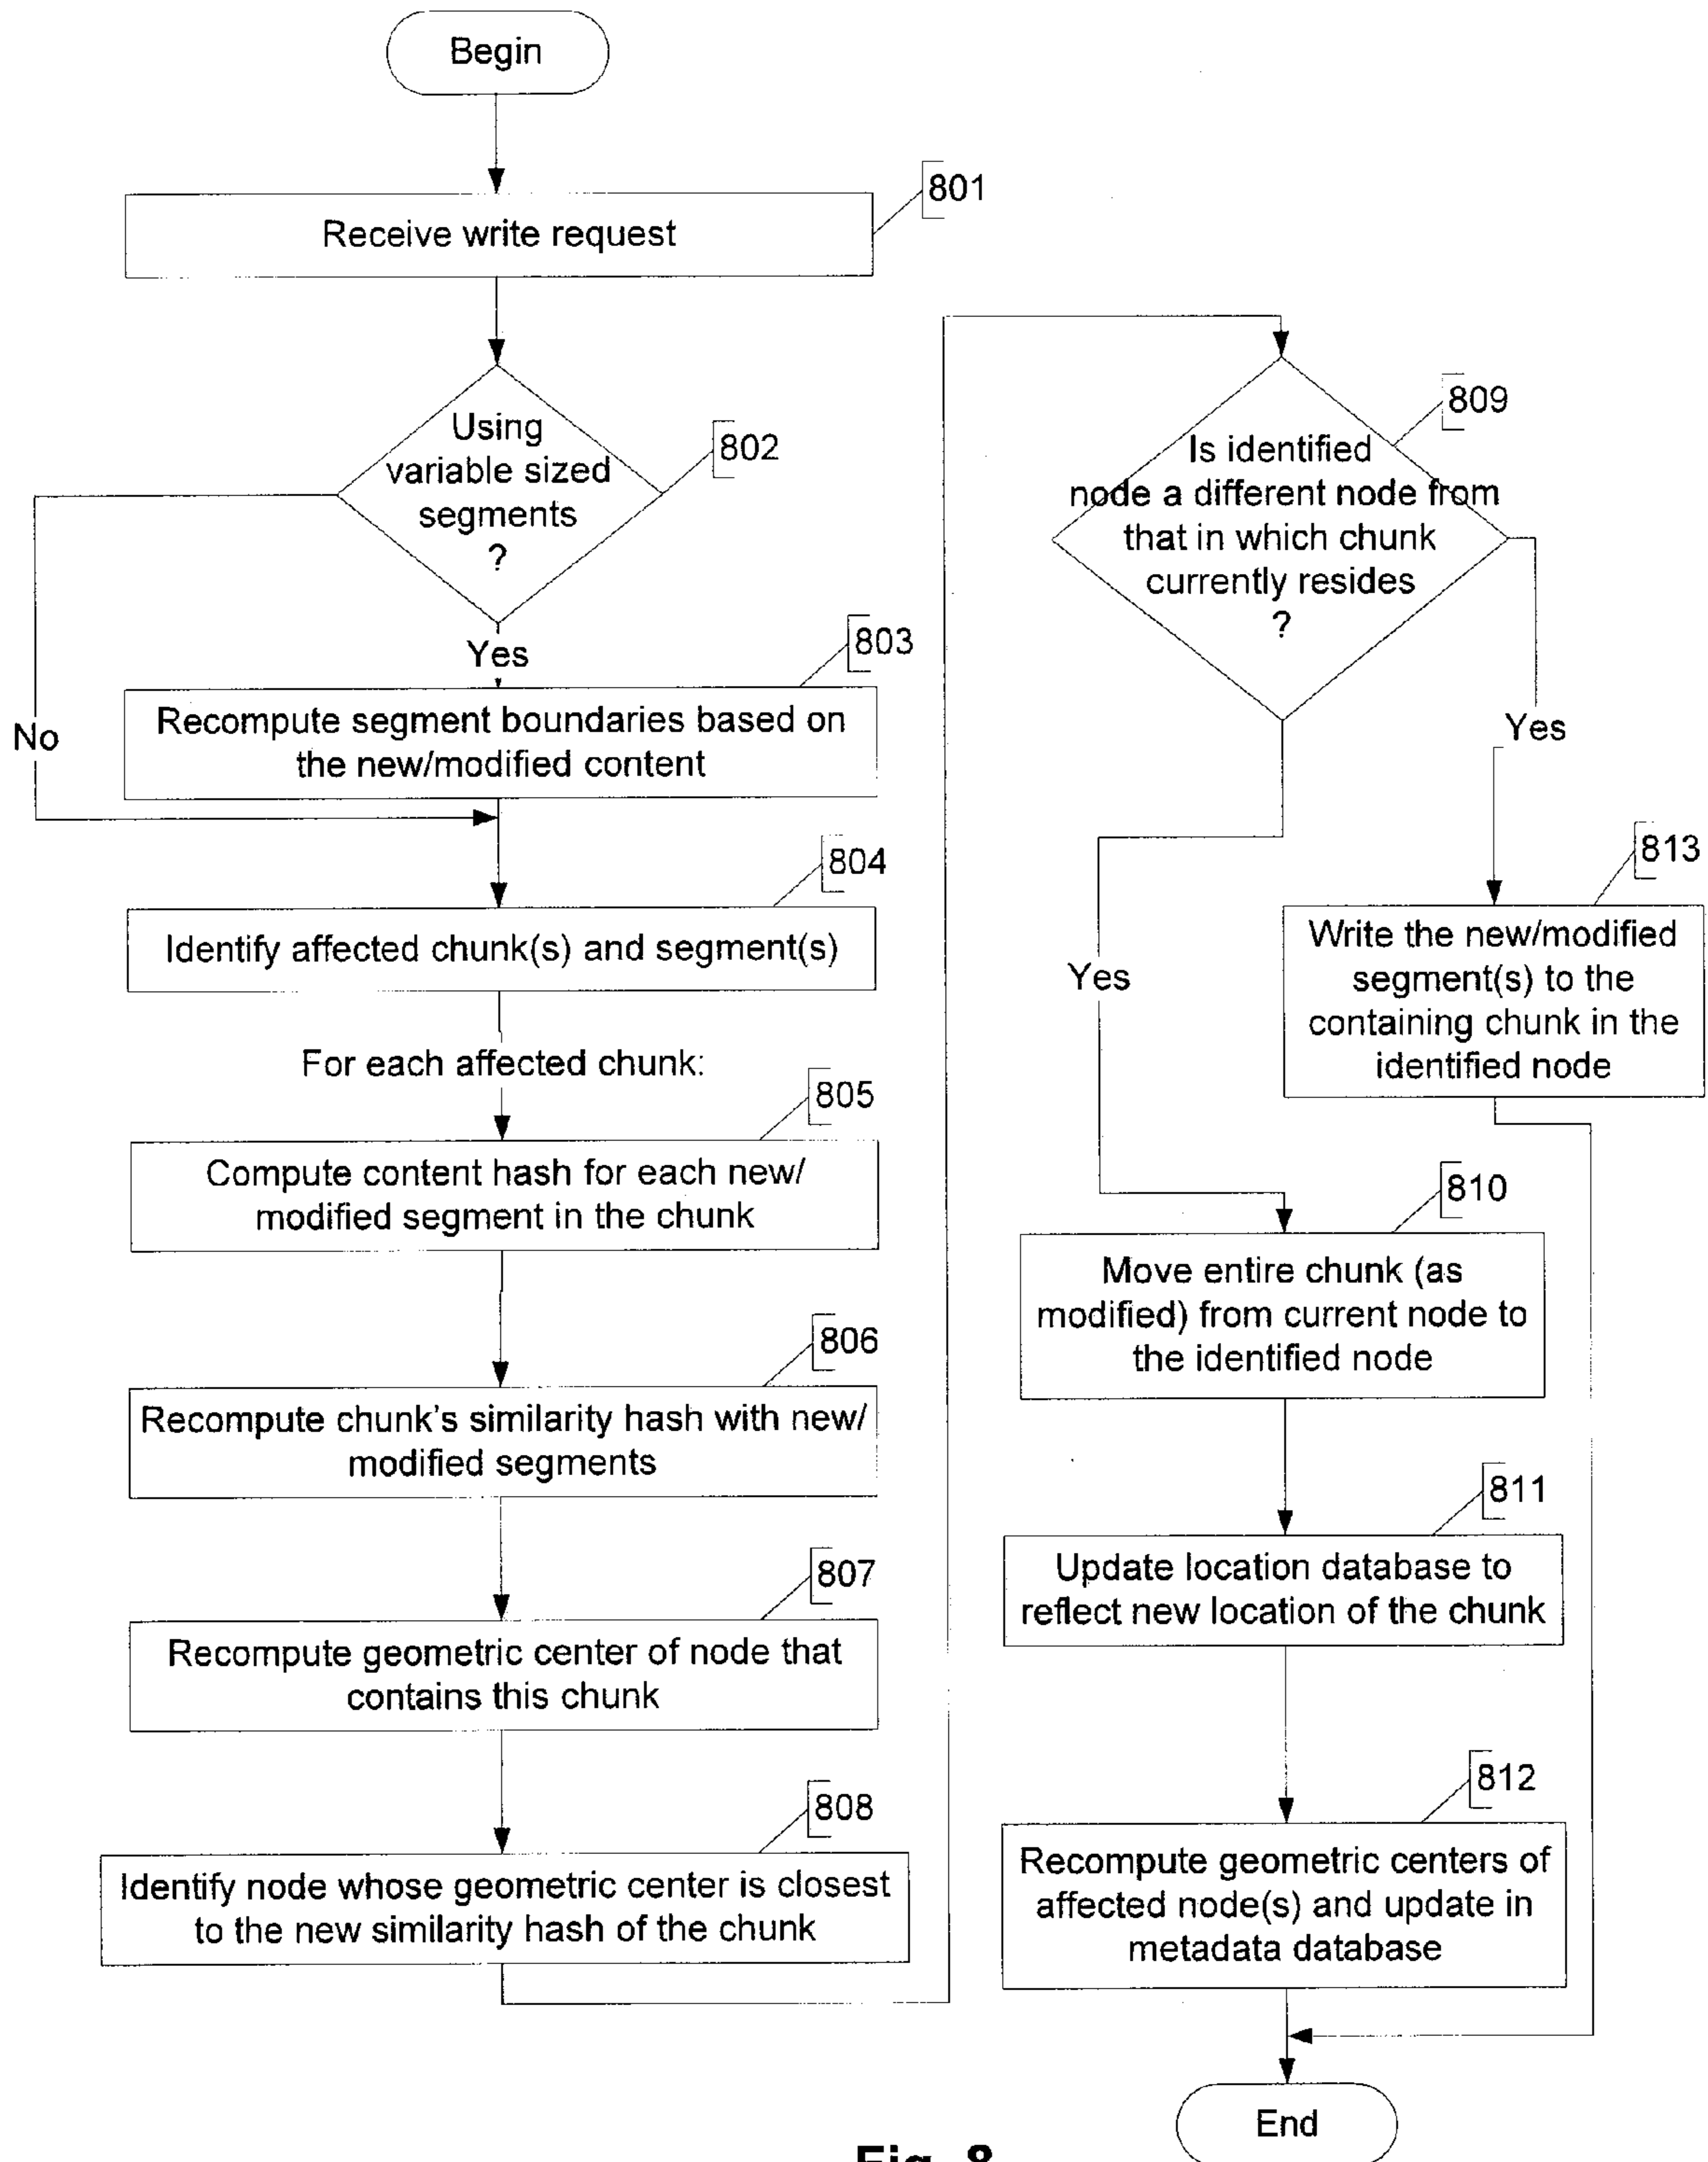 Begin
801
Receive write request
Using
variable sized
segments
?
802
Yes
No
803
Recompute segment boundaries based on
the new/modified content
804
Identify affected chunk(s) and segment(s)
For each affected chunk:
805
Compute content hash for each new/
modified segment in the chunk
806
Recompute chunk's similarity hash with new/
modified segments
807
Recompute geometric center of node that
contains this chunk
808
Identify node whose geometric center is closest
to the new similarity hash of the chunk
809
Is identified
node a different node from
that in which chunk
currently resides
?
Yes
Yes
813
Write the new/modified
segment(s) to the
containing chunk in the
identified node
810
Move entire chunk (as
modified) from current node to
the identified node
811
Update location database to
reflect new location of the chunk
812
Recompute geometric centers of
affected node(s) and update in
metadata database
End
Fig. 8